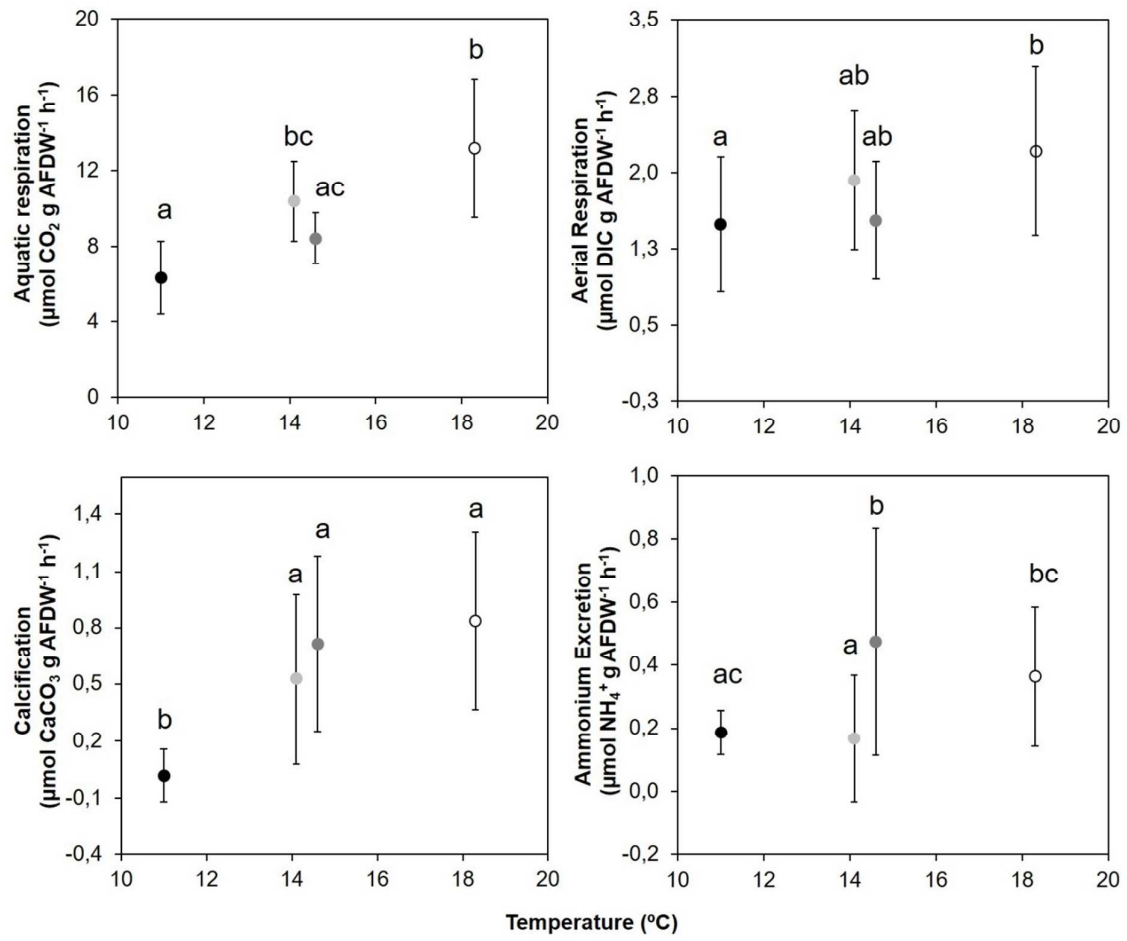 Aquatic respiration
(µmol CO₂ g AFDW⁻¹ h⁻¹)
20
16
12
8
4
0
a
bc
ac
b
10 12 14 16 18 20
Aerial Respiration
(µmol DIC g AFDW⁻¹ h⁻¹)
3,5
2,8
2,0
1,3
0,5
-0,3
a
ab
ab
b
10 12 14 16 18 20
Calcification
(µmol CaCO₃ g AFDW⁻¹ h⁻¹)
1,4
1,1
0,8
0,5
0,2
-0,1
-0,4
b
a
a
a
10 12 14 16 18 20
Ammonium Excretion
(µmol NH₄⁺ g AFDW⁻¹ h⁻¹)
1,0
0,8
0,6
0,4
0,2
0,0
-0,2
ac
a
b
bc
10 12 14 16 18 20
Temperature (ºC)